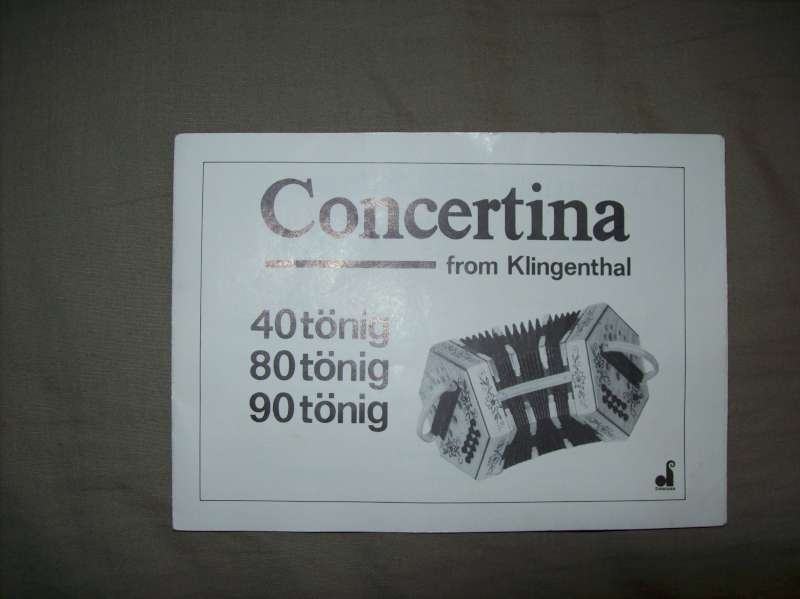 Concertina
from Klingenthal
40 tönig
80 tönig
90 tönig